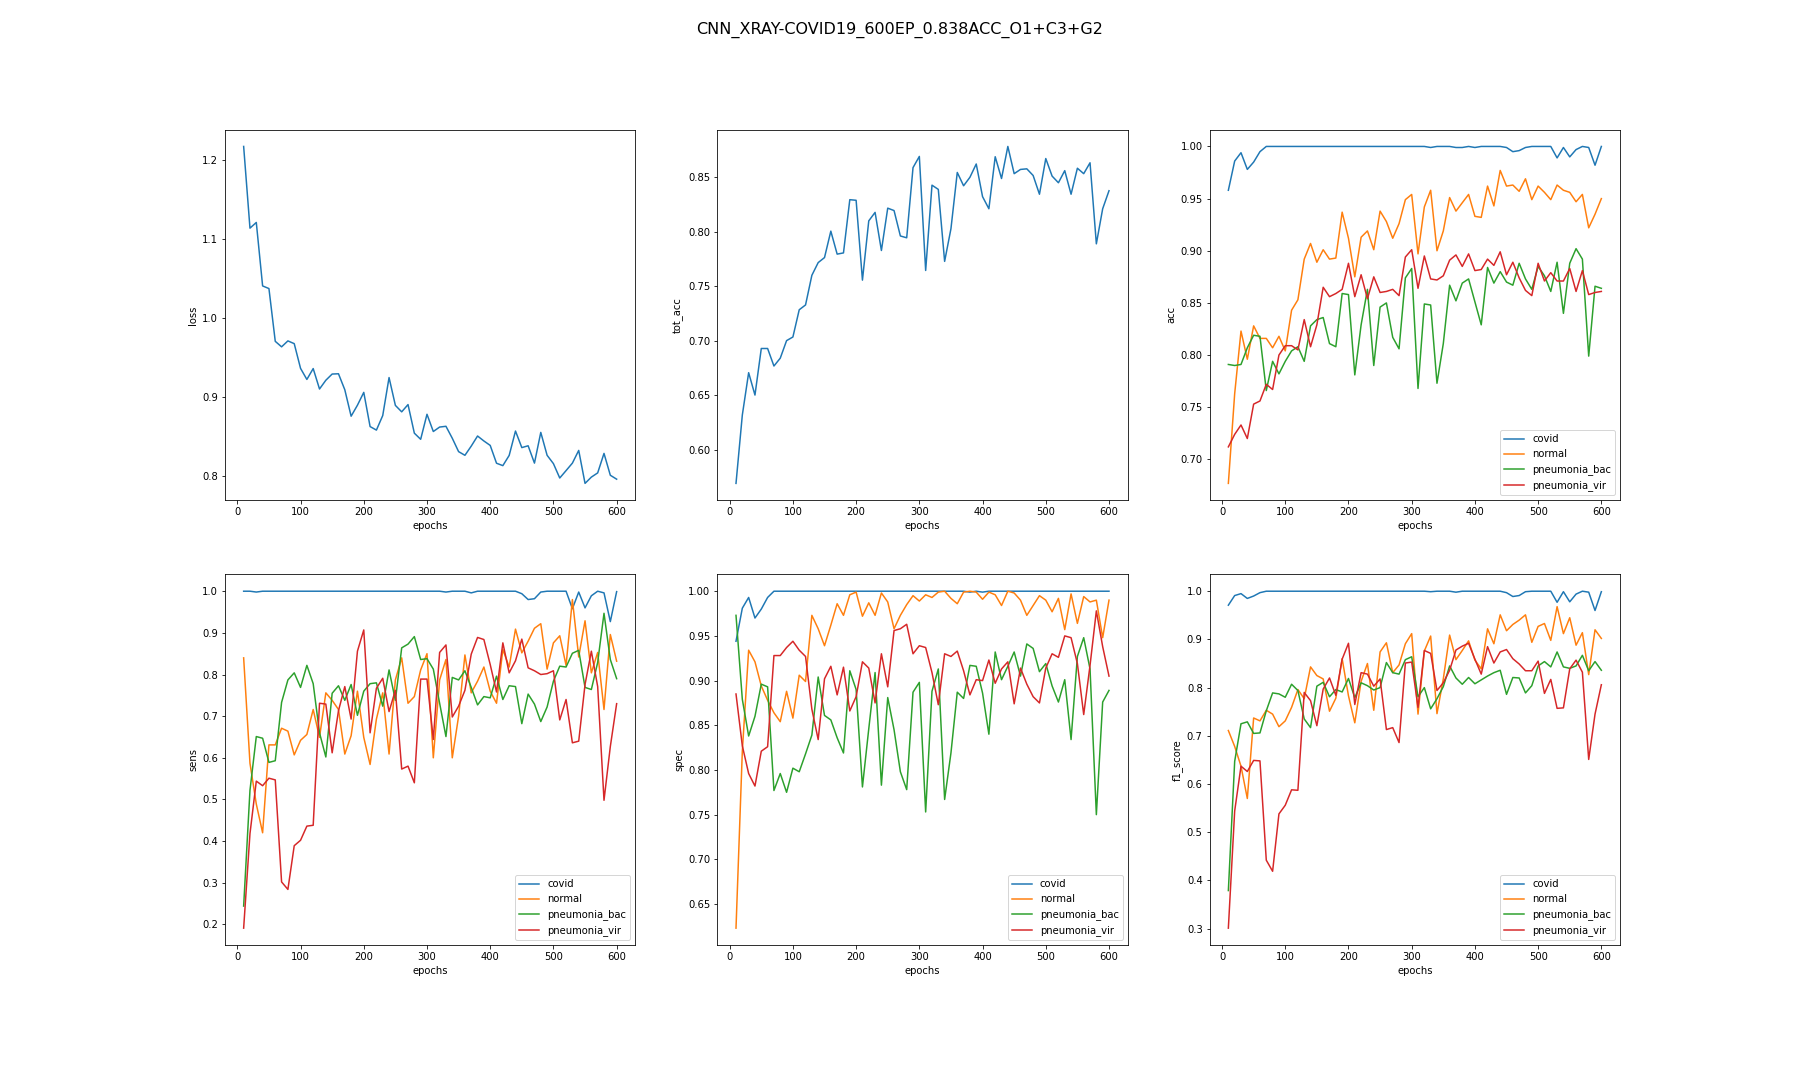 CNN_XRAY-COVID19_600EP_0.838ACC_O1+C3+G2
loss
1.2
1.1
1.0
0.9
0.8
0 100 200 300 400 500 600
epochs
tot_acc
0.85
0.80
0.75
0.70
0.65
0.60
0 100 200 300 400 500 600
epochs
acc
1.00
0.95
0.90
0.85
0.80
0.75
0.70
covid
normal
pneumonia_bac
pneumonia_vir
0 100 200 300 400 500 600
epochs
sens
1.0
0.9
0.8
0.7
0.6
0.5
0.4
0.3
0.2
covid
normal
pneumonia_bac
pneumonia_vir
0 100 200 300 400 500 600
epochs
spec
1.00
0.95
0.90
0.85
0.80
0.75
0.70
0.65
covid
normal
pneumonia_bac
pneumonia_vir
0 100 200 300 400 500 600
epochs
f1_score
1.0
0.9
0.8
0.7
0.6
0.5
0.4
0.3
covid
normal
pneumonia_bac
pneumonia_vir
0 100 200 300 400 500 600
epochs